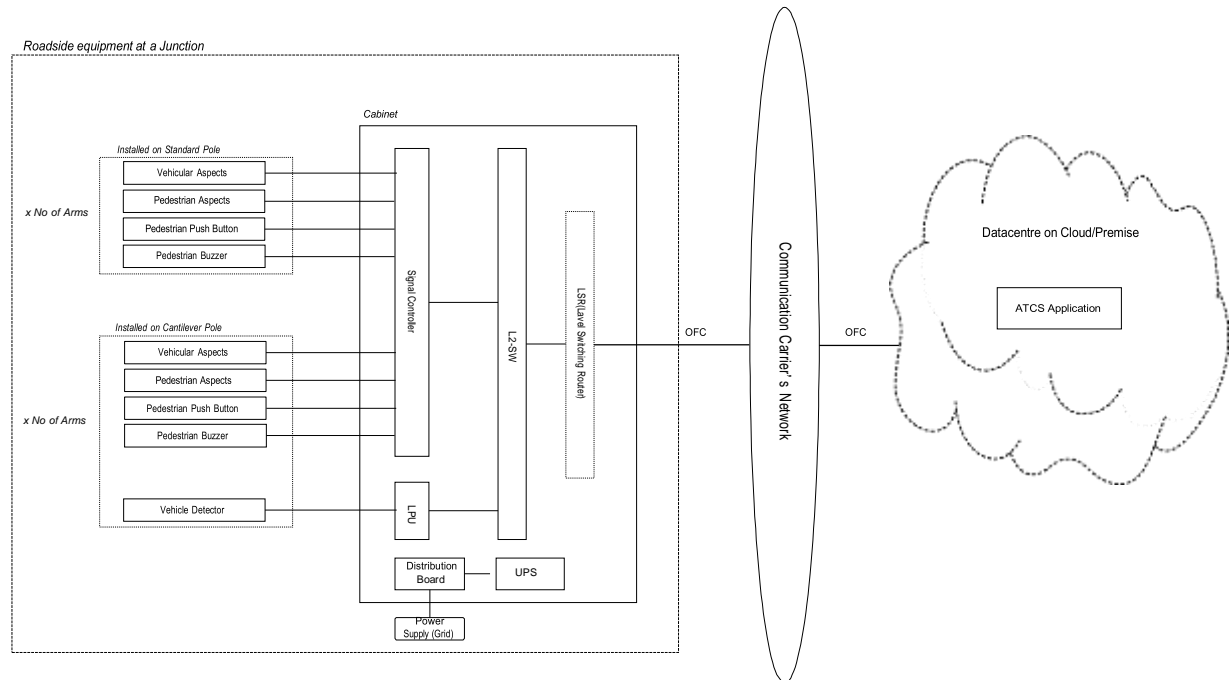 Roadside equipment at a Junction
Cabinet
Installed on Standard Pole
Vehicular Aspects
Pedestrian Aspects
x No of Arms
Pedestrian Push Button
Pedestrian Buzzer
Signal Controller
L2-SW
LSR(Lavel Switching Router)
Installed on Cantilever Pole
Vehicular Aspects
Pedestrian Aspects
Pedestrian Push Button
x No of Arms
Pedestrian Buzzer
Vehicle Detector
LPU
Distribution
Board
UPS
Power
Supply (Grid)
OFC
Communication Carrier's Network
OFC
Datacentre on Cloud/Premise
ATCS Application